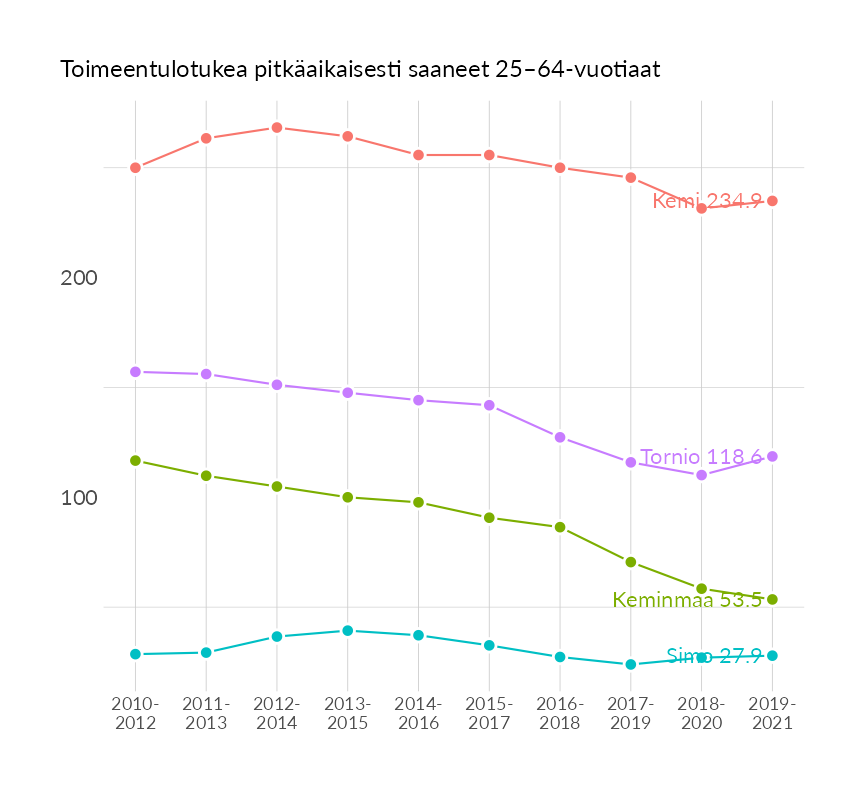 Toimeentulotukea pitkäaikaisesti saaneet 25–64-vuotiaat
Kemi 234.9
200
Tornio 118.6
100
Keminmaa 53.5
Simo 27.9
2010- 2011- 2012- 2013- 2014- 2015- 2016- 2017- 2018- 2019-
2012 2013 2014 2015 2016 2017 2018 2019 2020 2021